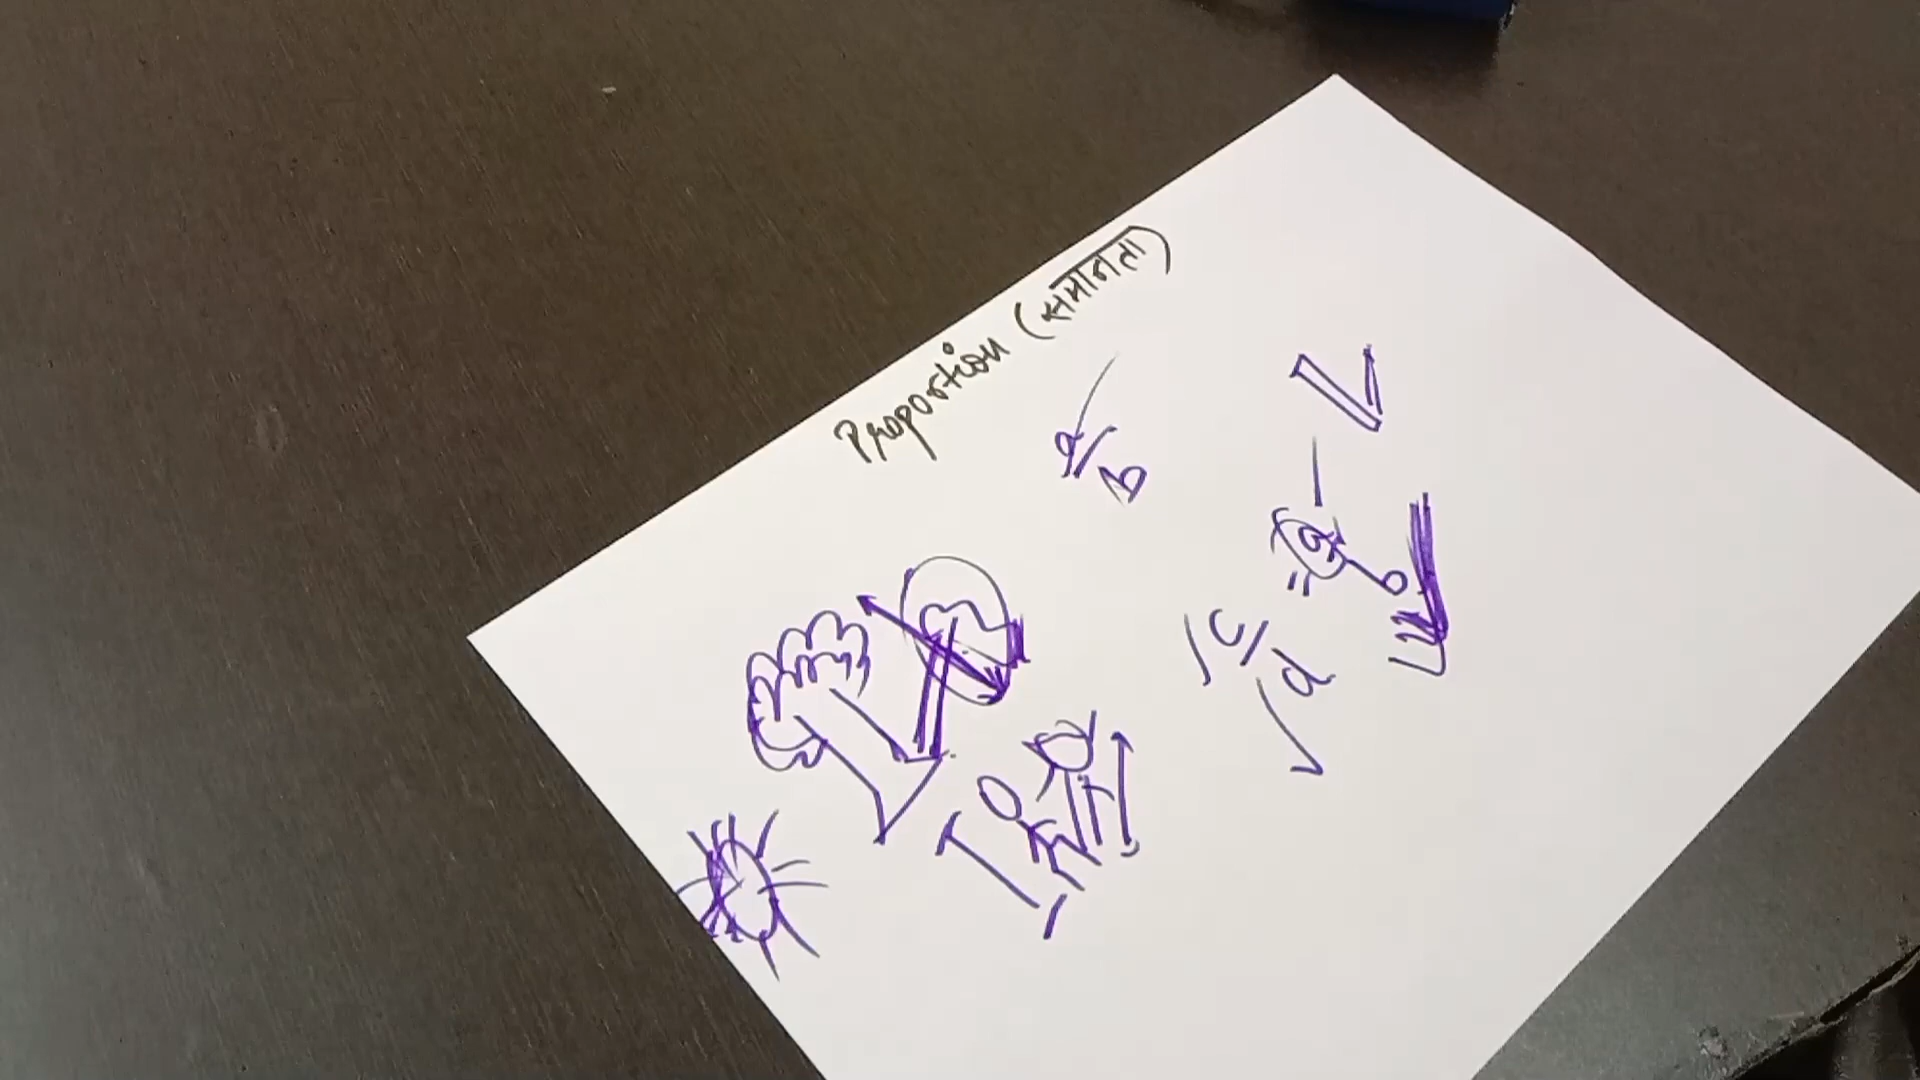 Proportion (समानता)
a/b
a/b = c/d